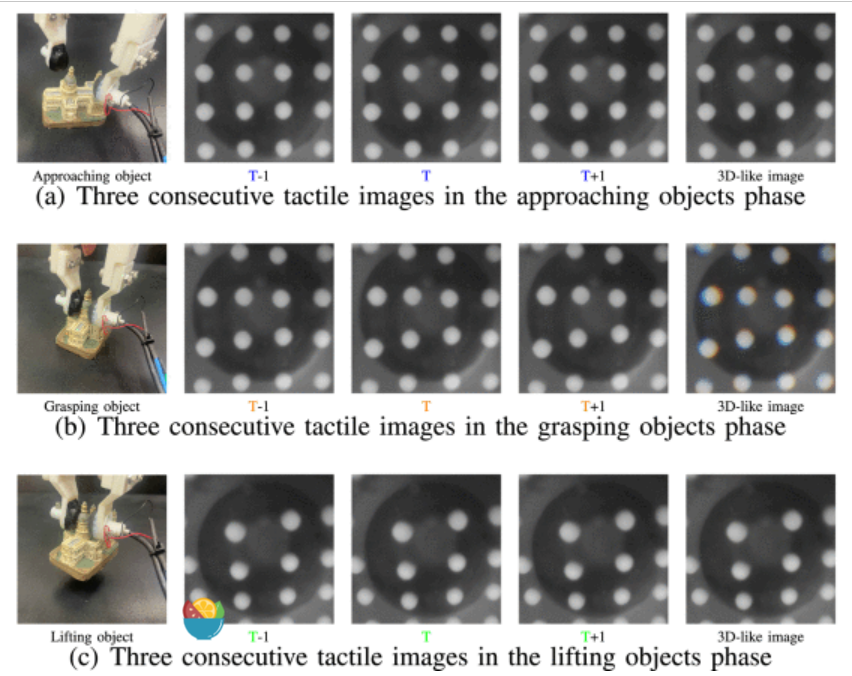 Approaching object T-1 T T+1 3D-like image
(a) Three consecutive tactile images in the approaching objects phase
Grasping object T-1 T T+1 3D-like image
(b) Three consecutive tactile images in the grasping objects phase
Lifting object T-1 T T+1 3D-like image
(c) Three consecutive tactile images in the lifting objects phase